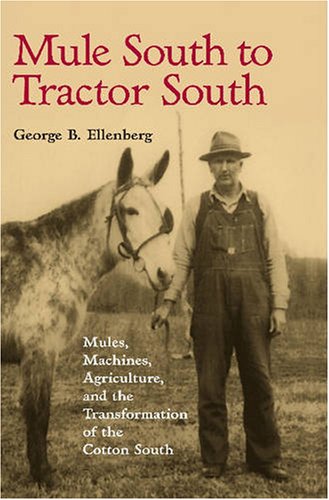 Mule South to
Tractor South
George B. Ellenberg
Mules,
Machines,
Agriculture,
and the
Transformation
of the
Cotton South